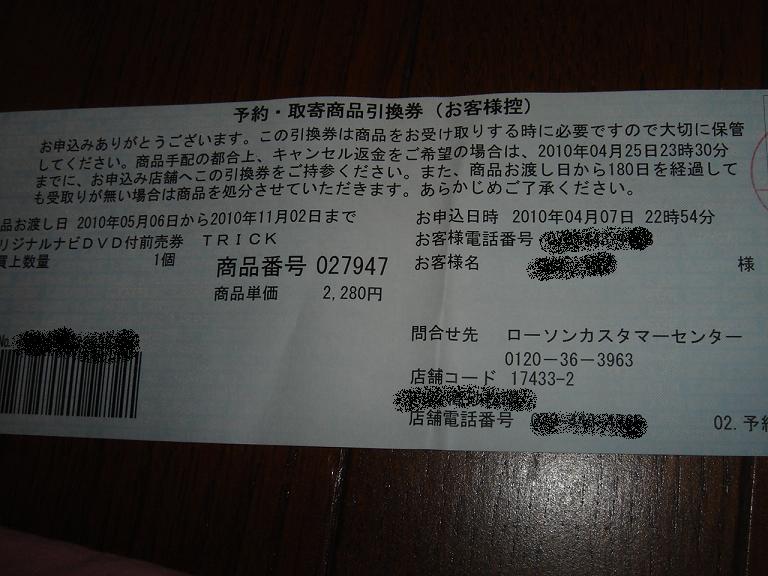 予約・取寄商品引換券（お客様控）
お申込みありがとうございます。この引換券は商品をお受け取りする時に必要ですので大切に保管
してください。商品手配の都合上、キャンセル返金をご希望の場合は、2010年04月25日23時30分
までに、お申込み店舗へこの引換券をご持参ください。また、商品お渡し日から180日を経過して
も受取りが無い場合は商品を処分させていただきます。あらかじめご了承ください。
品お渡し日 2010年05月06日から2010年11月02日まで
リジナルナビDVD付前売券 TRICK
買上数量 1個
商品番号 027947
商品単価 2,280円
お申込日時 2010年04月07日 22時54分
お客様電話番号
お客様名 様
問合せ先 ローソンカスタマーセンター
0120－36－3963
店舗コード 17433-2
店舗電話番号
No.
02.予約